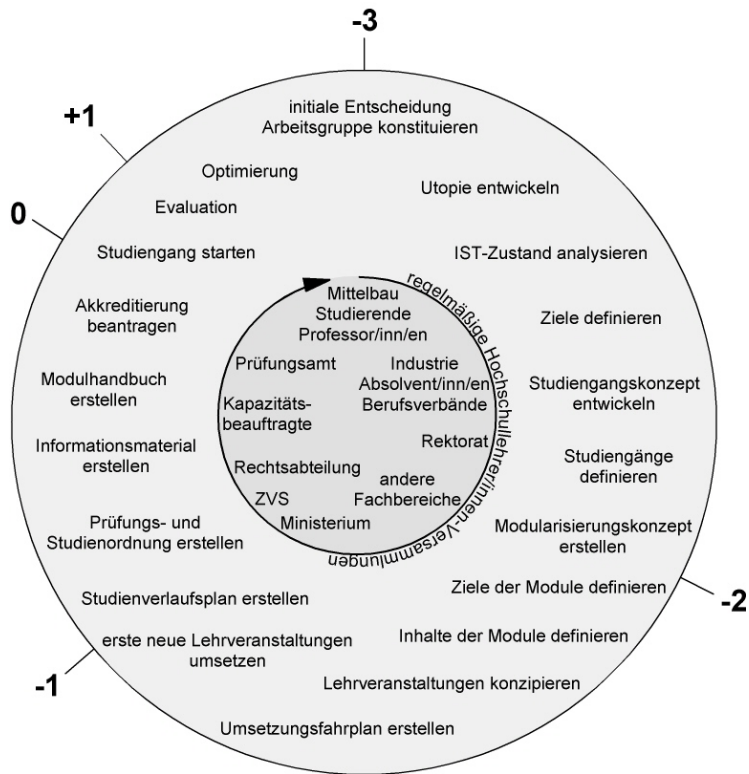 -3
initiale Entscheidung
Arbeitsgruppe konstituieren
Utopie entwickeln
IST-Zustand analysieren
Ziele definieren
Studiengangskonzept
entwickeln
Studiengänge
definieren
Modularisierungskonzept
erstellen
-2
Ziele der Module definieren
Inhalte der Module definieren
Lehrveranstaltungen konzipieren
Umsetzungsfahrplan erstellen
-1
erste neue Lehrveranstaltungen
umsetzen
Studienverlaufsplan erstellen
Prüfungs- und
Studienordnung erstellen
Informationsmaterial
erstellen
Modulhandbuch
erstellen
Akkreditierung
beantragen
0
Studiengang starten
Evaluation
Optimierung
+1
regelmäßige Hochschullehrer/innen-Versammlungen
Mittelbau
Studierende
Professor/inn/en
Industrie
Absolvent/inn/en
Berufsverbände
Rektorat
andere
Fachbereiche
Ministerium
ZVS
Rechtsabteilung
Kapazitäts-
beauftragte
Prüfungsamt